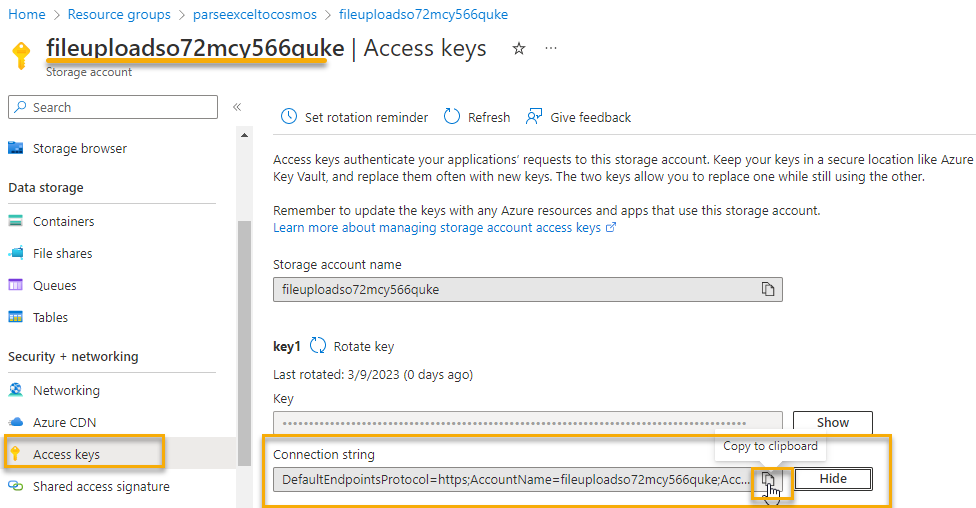 Home > Resource groups > parseexceltocosmos > fileuploadso72mcy566quke
fileuploadso72mcy566quke | Access keys
Storage account
Search
Storage browser
Data storage
Containers
File shares
Queues
Tables
Security + networking
Networking
Azure CDN
Access keys
Shared access signature
Set rotation reminder Refresh Give feedback
Access keys authenticate your applications' requests to this storage account. Keep your keys in a secure location like Azure
Key Vault, and replace them often with new keys. The two keys allow you to replace one while still using the other.
Remember to update the keys with any Azure resources and apps that use this storage account.
Learn more about managing storage account access keys
Storage account name
fileuploadso72mcy566quke
key1 Rotate key
Last rotated: 3/9/2023 (0 days ago)
Key
Show
Copy to clipboard
Connection string
DefaultEndpointsProtocol=https;AccountName=fileuploadso72mcy566quke;Acc...
Hide